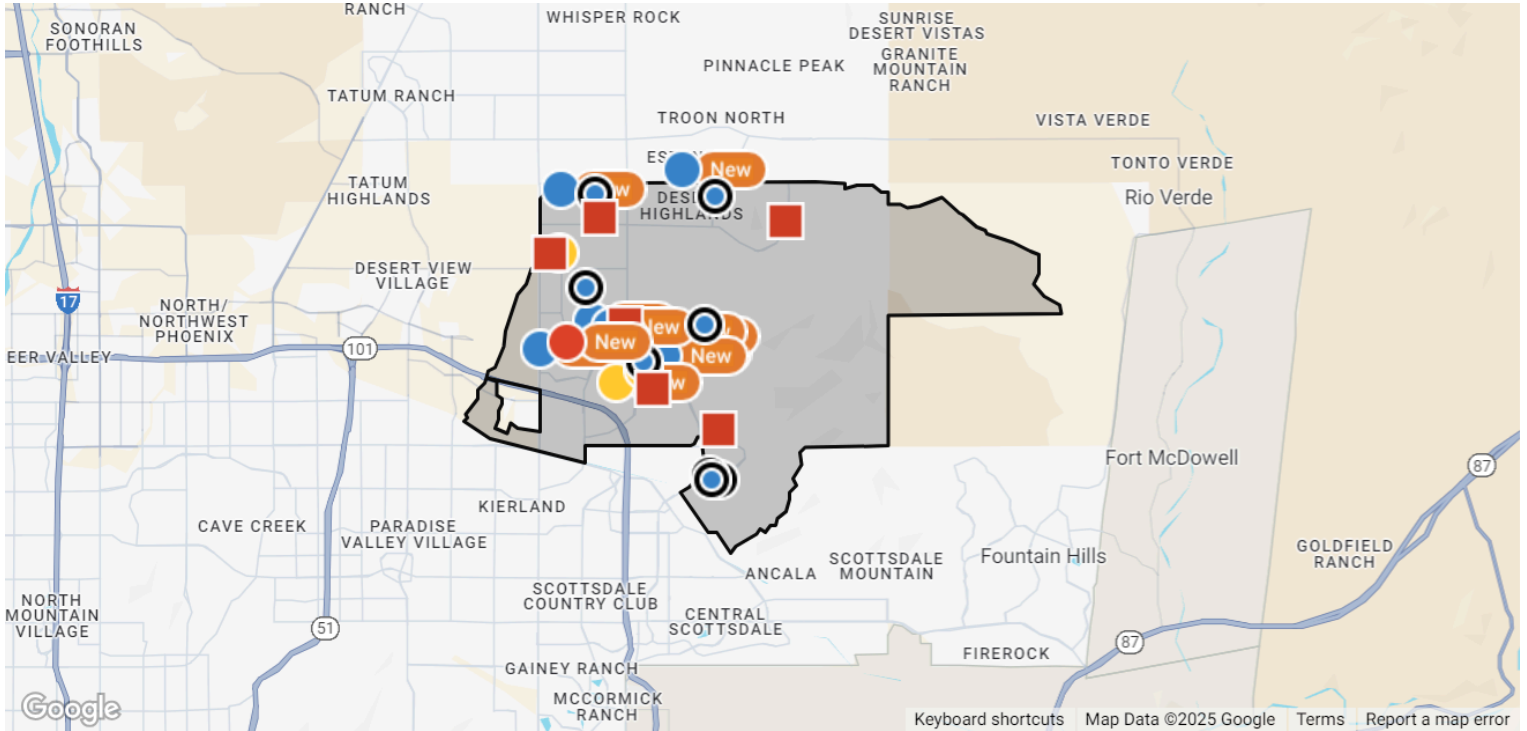 RANCH
SONORAN
FOOTHILLS
WHISPER ROCK
SUNRISE
DESERT VISTAS
GRANITE
MOUNTAIN
RANCH
PINNACLE PEAK
TATUM RANCH
TROON NORTH
VISTA VERDE
New
TONTO VERDE
Rio Verde
TATUM
HIGHLANDS
HIGHLANDS
DESERT VIEW
VILLAGE
17
NORTH/
NORTHWEST
PHOENIX
New
New
New
EER VALLEY
101
Fort McDowell
87
KIERLAND
CAVE CREEK
PARADISE
VALLEY VILLAGE
GOLDFIELD
RANCH
Fountain Hills
SCOTTSDALE
MOUNTAIN
ANCALA
SCOTTSDALE
COUNTRY CLUB
NORTH
MOUNTAIN
VILLAGE
CENTRAL
SCOTTSDALE
51
87
FIREROCK
GAINEY RANCH
MCCORMICK
RANCH
Google
Keyboard shortcuts Map Data ©2025 Google Terms Report a map error